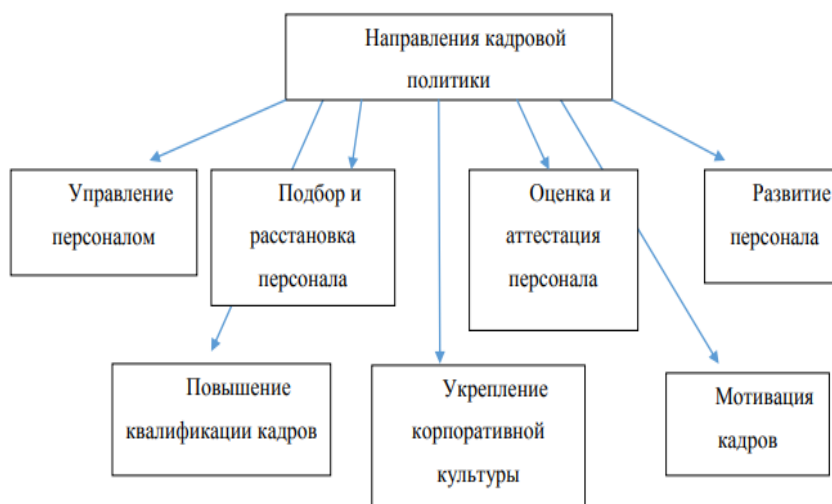 Направления кадровой
политики
Управление
персоналом
Подбор и
расстановка
персонала
Оценка и
аттестация
персонала
Развитие
персонала
Повышение
квалификации кадров
Укрепление
корпоративной
культуры
Мотивация
кадров